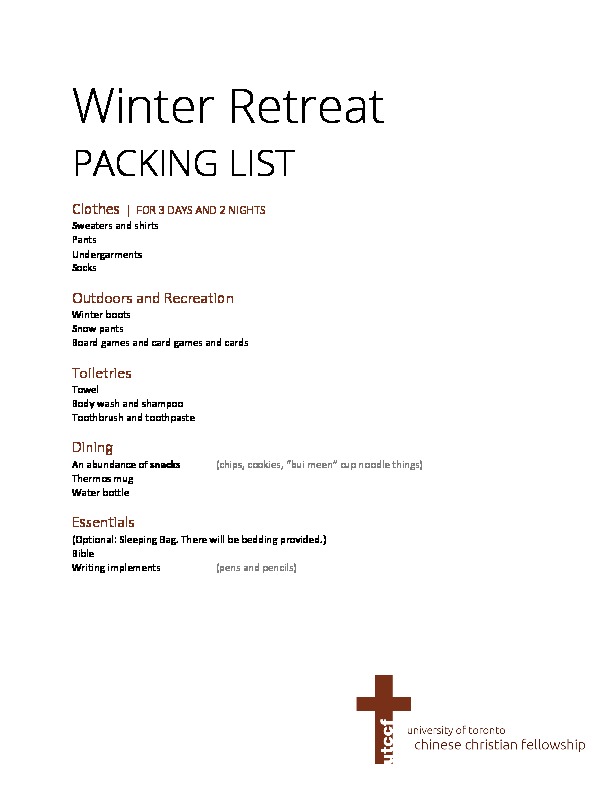 Winter Retreat
PACKING LIST
Clothes | FOR 3 DAYS AND 2 NIGHTS
Sweaters and shirts
Pants
Undergarments
Socks
Outdoors and Recreation
Winter boots
Snow pants
Board games and card games and cards
Toiletries
Towel
Body wash and shampoo
Toothbrush and toothpaste
Dining
An abundance of snacks (chips, cookies, “bui meen” cup noodle things)
Thermos mug
Water bottle
Essentials
(Optional: Sleeping Bag. There will be bedding provided.)
Bible
Writing implements (pens and pencils)
utccf
university of toronto
chinese christian fellowship